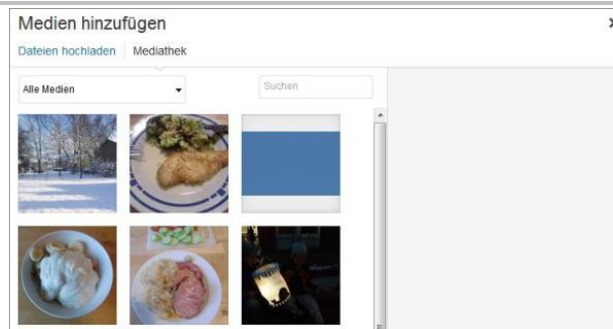 Medien hinzufügen
Dateien hochladen Mediathek
Alle Medien Suchen